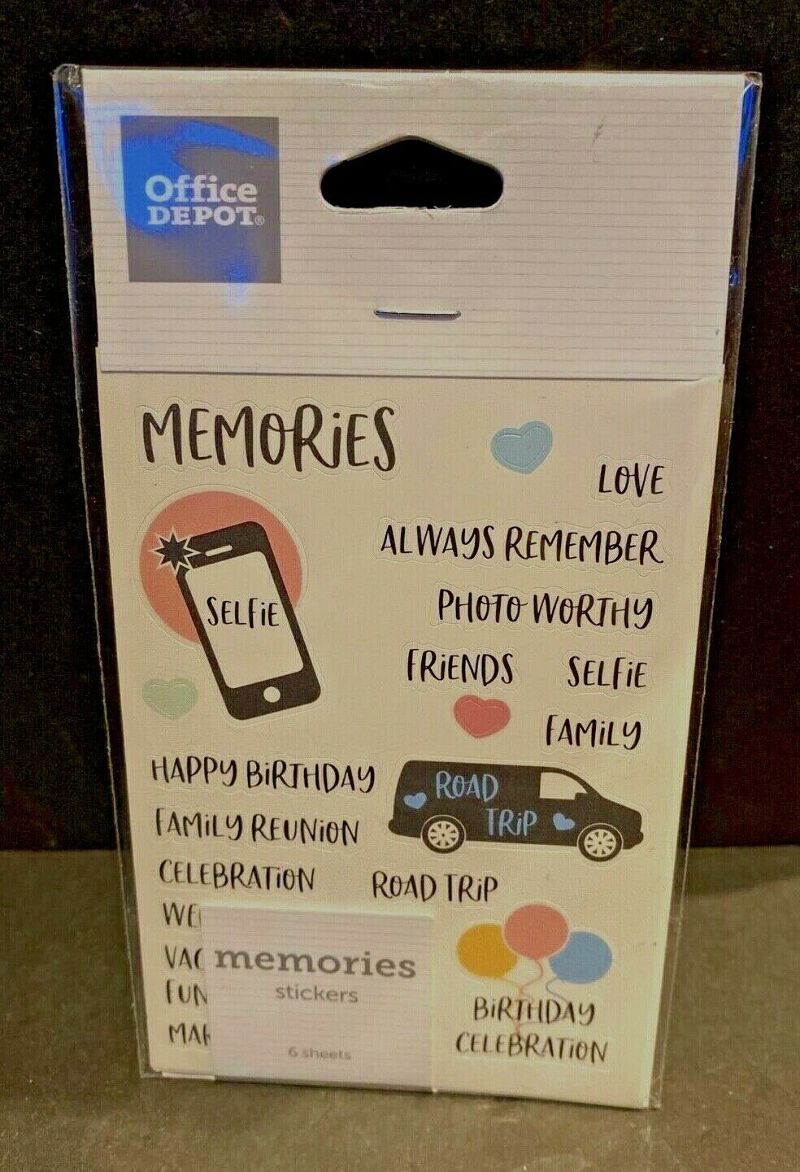 Office
DEPOT®
MEMORiES
LOVE
ALWAYS REMEMBER
SELFiE
PHOTO WORTHY
FRiENDS SELFiE
FAMiLY
HAPPY BiRTHDAY
ROAD
TRiP
FAMiLY REUNiON
CELEBRATiON
ROAD TRiP
memories
stickers
6 sheets
BiRTHDAY
CELEBRATiON